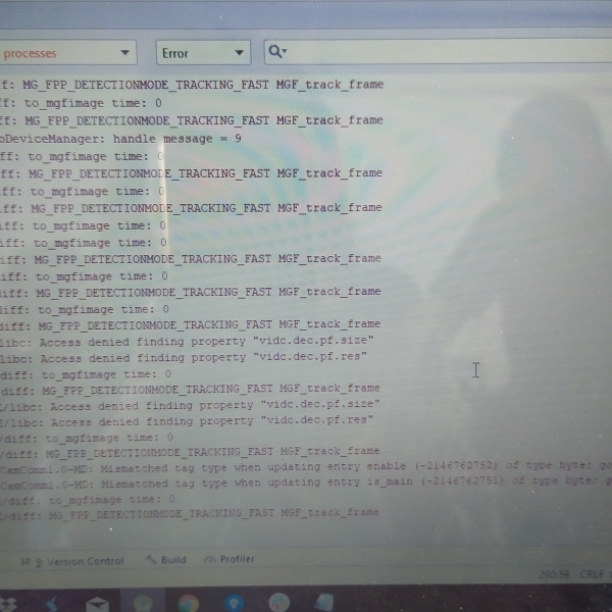 processes Error
f: MG_FPP_DETECTIONMODE_TRACKING_FAST MGF_track_frame
ff: to_mgfimage time: 0
ff: MG_FPP_DETECTIONMODE_TRACKING_FAST MGF_track_frame
oDeviceManager: handle message = 9
iff: to_mgfimage time: 0
iff: MG_FPP_DETECTIONMODE_TRACKING_FAST MGF_track_frame
iff: to_mgfimage time: 0
iff: MG_FPP_DETECTIONMODE_TRACKING_FAST MGF_track_frame
iff: to_mgfimage time: 0
iff: to_mgfimage time: 0
diff: MG_FPP_DETECTIONMODE_TRACKING_FAST MGF_track_frame
diff: to_mgfimage time: 0
diff: MG_FPP_DETECTIONMODE_TRACKING_FAST MGF_track_frame
diff: to_mgfimage time: 0
diff: MG_FPP_DETECTIONMODE_TRACKING_FAST MGF_track_frame
libc: Access denied finding property "vidc.dec.pf.size"
libc: Access denied finding property "vidc.dec.pf.res"
/diff: to_mgfimage time: 0
/diff: MG_FPP_DETECTIONMODE_TRACKING_FAST MGF_track_frame
E/libc: Access denied finding property "vidc.dec.pf.size"
E/libc: Access denied finding property "vidc.dec.pf.res"
/diff: to_mgfimage time: 0
/diff: MG_FPP_DETECTIONMODE_TRACKING_FAST MGF_track_frame
CamComm1.0-MD: Mismatched tag type when updating entry enable (-2146762752) of type byte; go
CamComm1.0-MD: Mismatched tag type when updating entry is_main (-2146762751) of type byte; g
E/diff: to_mgfimage time: 0
E/diff: MG_FPP_DETECTIONMODE_TRACKING_FAST MGF_track_frame
9: Version Control Build Profiler
290:59 CRLF